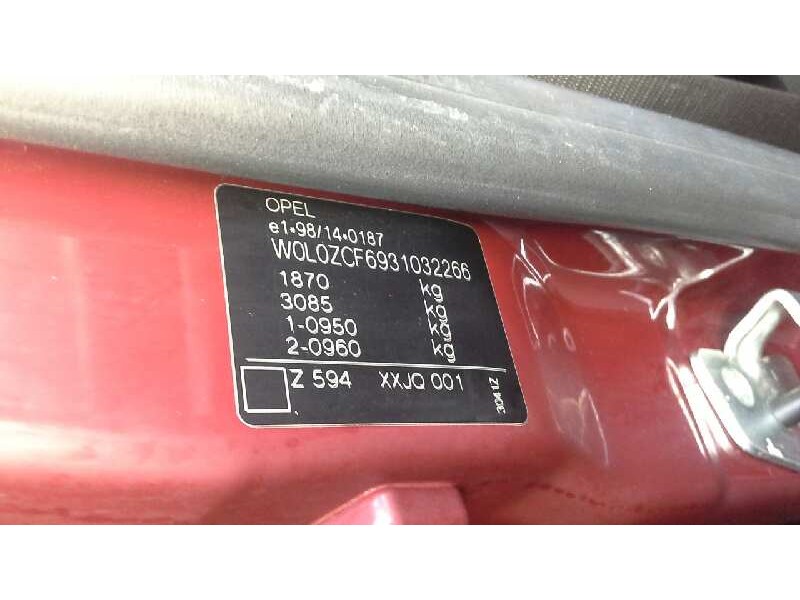 OPEL
e1*98/14*0187
W0L0ZCF6931032266
1870 kg
3085 kg
1-0950 kg
2-0960 kg
Z 594 XXJQ 001
3041Z